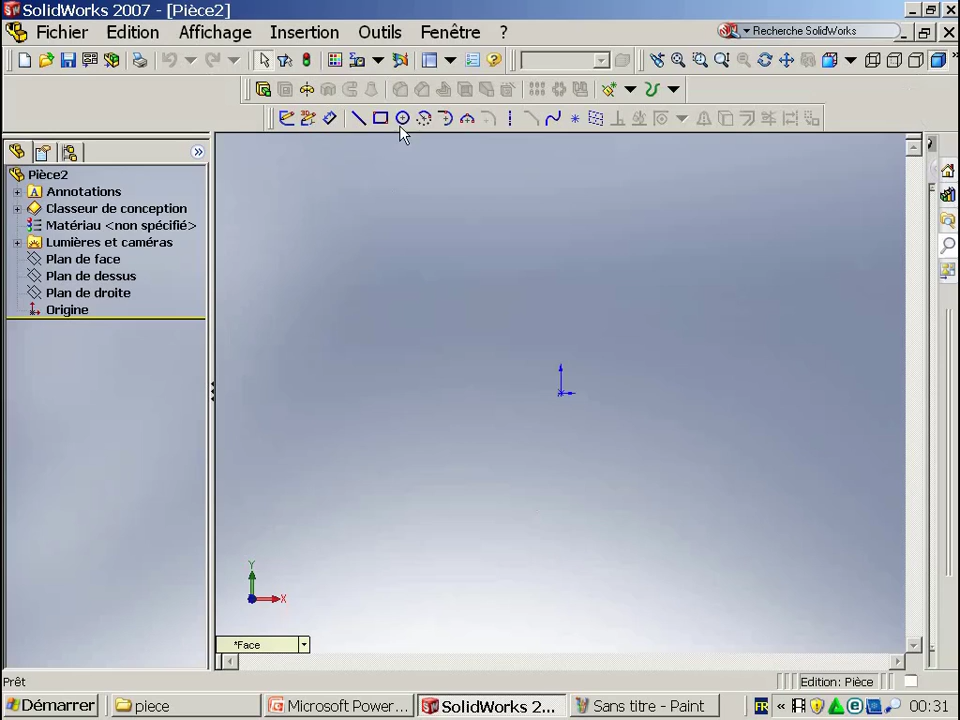 SolidWorks 2007 - [Pièce2]
Fichier Edition Affichage Insertion Outils Fenêtre ?
Recherche SolidWorks
Pièce2
Annotations
Classeur de conception
Matériau <non spécifié>
Lumières et caméras
Plan de face
Plan de dessus
Plan de droite
Origine
Y
X
*Face
Prêt
Edition: Pièce
Démarrer
piece
Microsoft Power...
SolidWorks 2...
Sans titre - Paint
FR
00:31